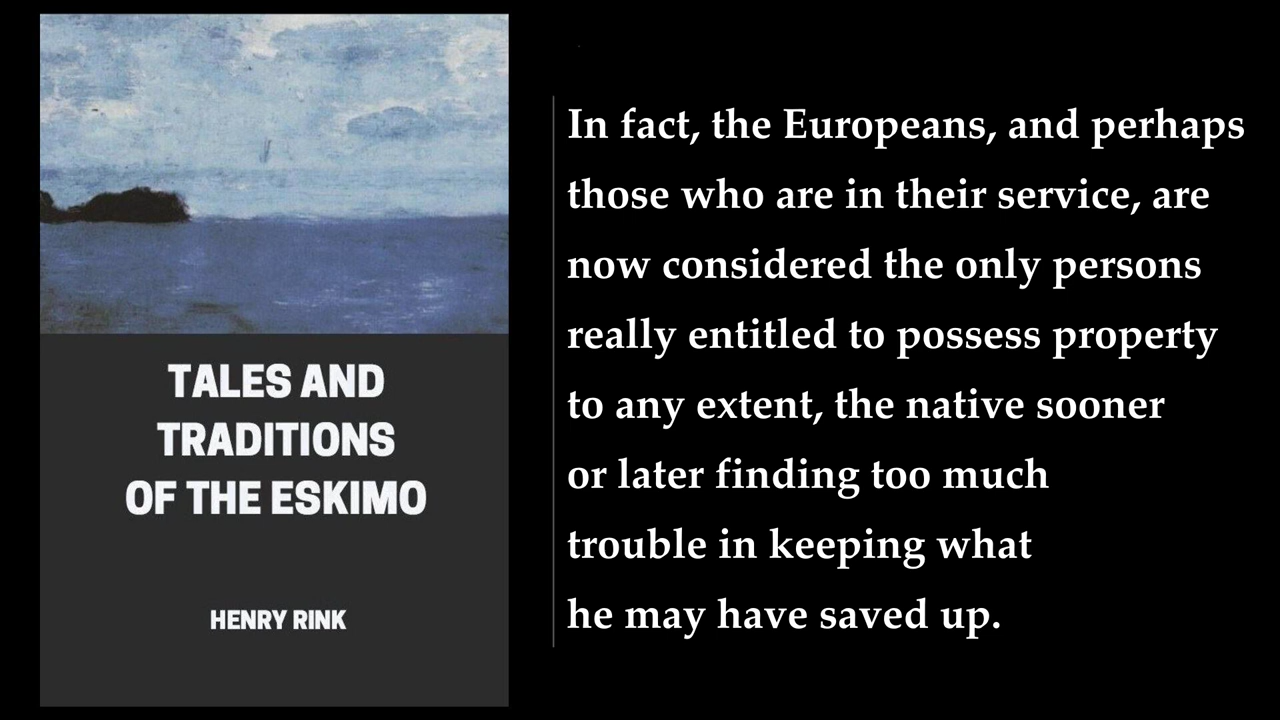 TALES AND
TRADITIONS
OF THE ESKIMO
HENRY RINK
In fact, the Europeans, and perhaps
those who are in their service, are
now considered the only persons
really entitled to possess property
to any extent, the native sooner
or later finding too much
trouble in keeping what
he may have saved up.